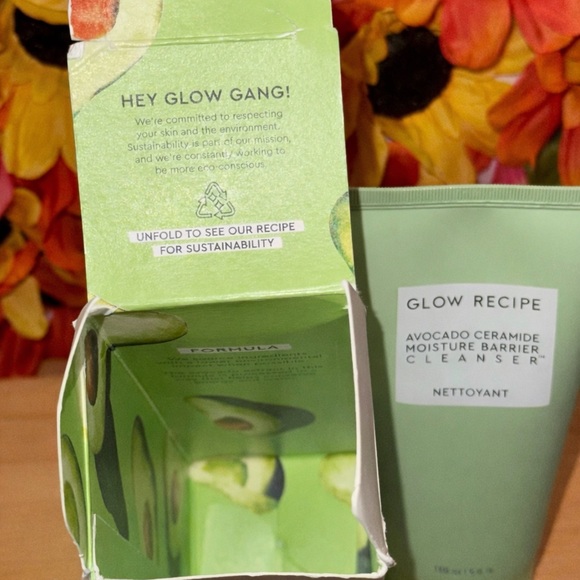 HEY GLOW GANG!
We're committed to respecting
your skin and the environment.
Sustainability is part of our mission,
and we're constantly working to
be more eco-conscious.
UNFOLD TO SEE OUR RECIPE
FOR SUSTAINABILITY
FORMULA
GLOW RECIPE
AVOCADO CERAMIDE
MOISTURE BARRIER
CLEANSER™
NETTOYANT